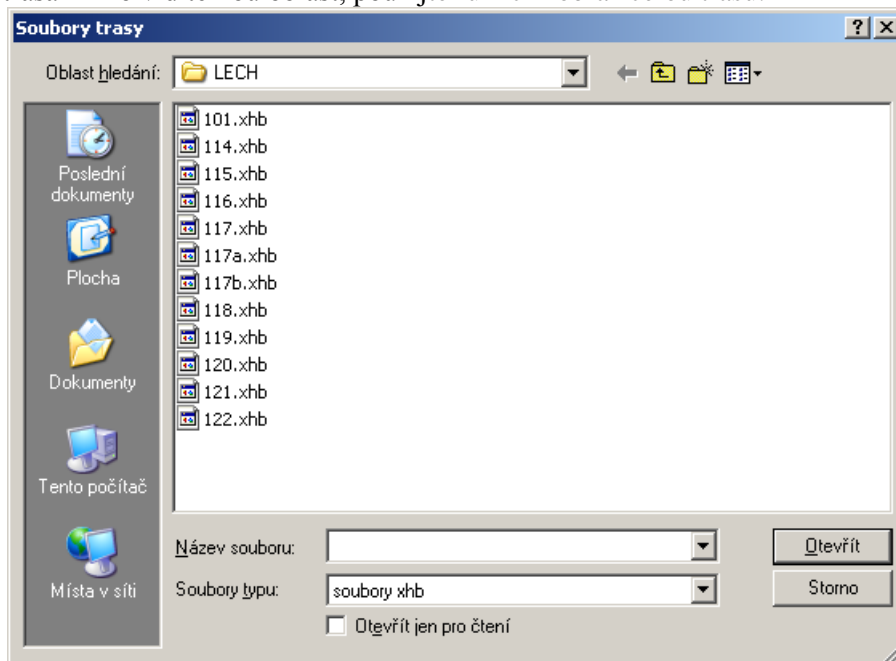 Soubory trasy
Oblast hledání: LECH
Poslední dokumenty
Plocha
Dokumenty
Tento počítač
Místa v síti
101.xhb
114.xhb
115.xhb
116.xhb
117.xhb
117a.xhb
117b.xhb
118.xhb
119.xhb
120.xhb
121.xhb
122.xhb
Název souboru:
Otevřít
Soubory typu: soubory xhb
Storno
Otevřít jen pro čtení